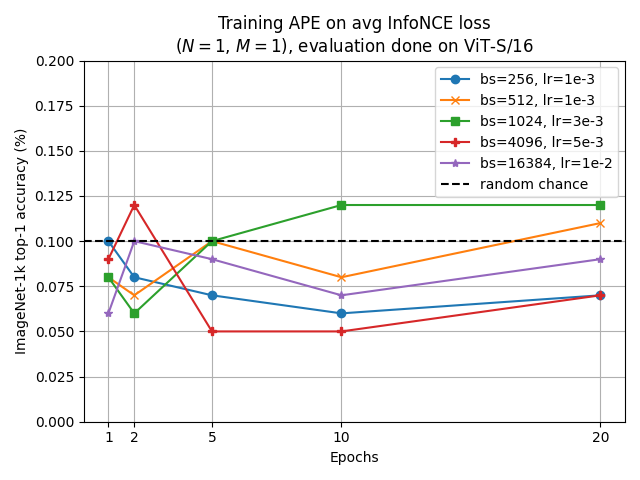 Training APE on avg InfoNCE loss
(N = 1, M = 1), evaluation done on ViT-S/16
ImageNet-1k top-1 accuracy (%)
0.200
0.175
0.150
0.125
0.100
0.075
0.050
0.025
0.000
bs=256, lr=1e-3
bs=512, lr=1e-3
bs=1024, lr=3e-3
bs=4096, lr=5e-3
bs=16384, lr=1e-2
random chance
1 2 5 10 20
Epochs